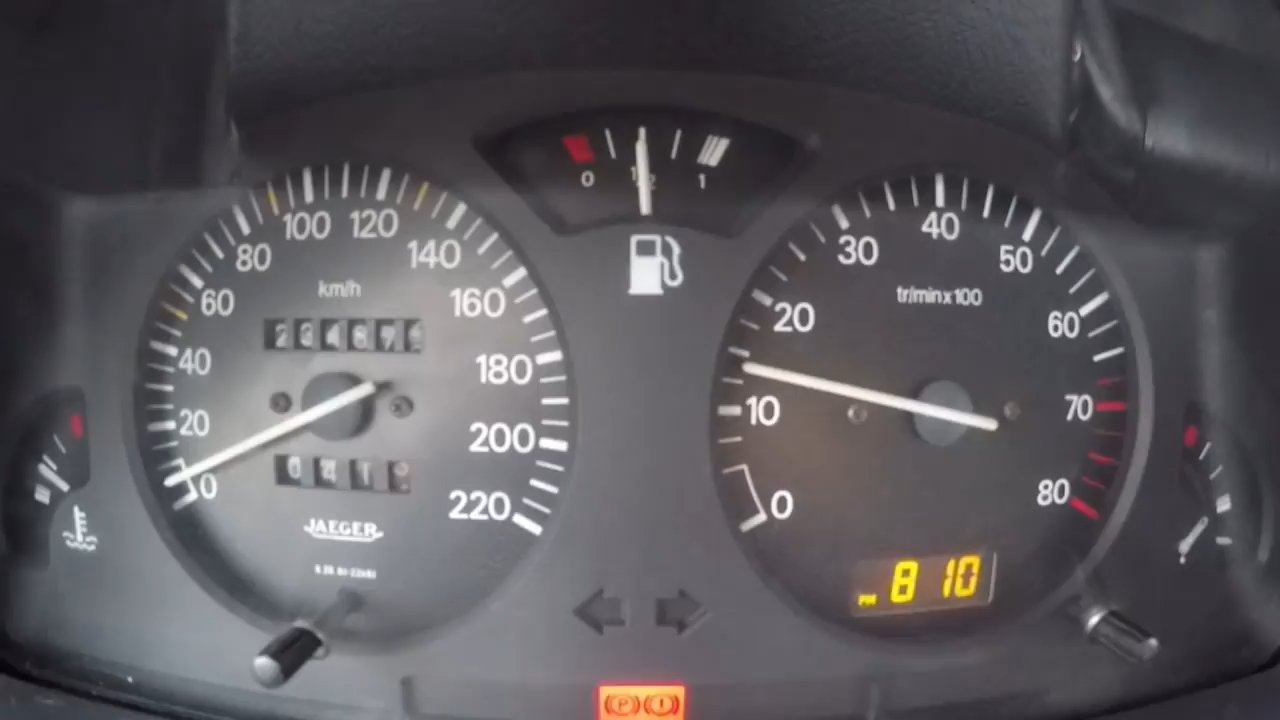 0 1/2 1
0 20 40 60 80 100 120 140 160 180 200 220
km/h
JAEGER
0 10 20 30 40 50 60 70 80
tr/min x 100
PM 8 10
P !